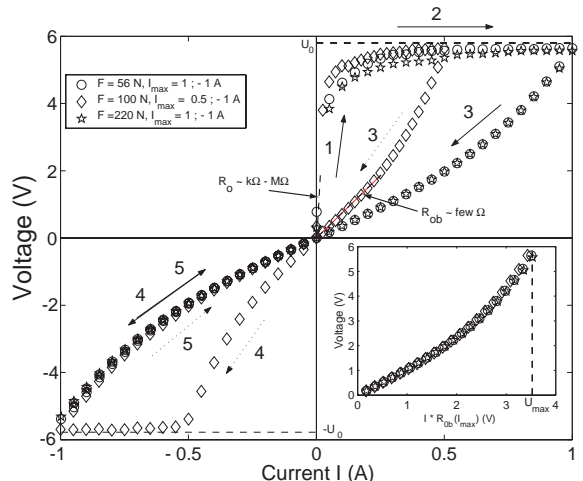 2
6
U₀
F = 56 N, I_max = 1 ; - 1 A
F = 100 N, I_max = 0.5 ; - 1 A
F =220 N, I_max = 1; - 1 A
4
1
3
3
2
R_o ~ kΩ - MΩ
R_ob ~ few Ω
Voltage (V)
0
5
4
-2
5
4
-4
-U₀
-6
-1
- 0.5
0
0.5
1
Current I (A)
6
5
4
3
2
1
0
Voltage (V)
0
1
2
3
4
U_max
I * R_0b (I_max) (V)